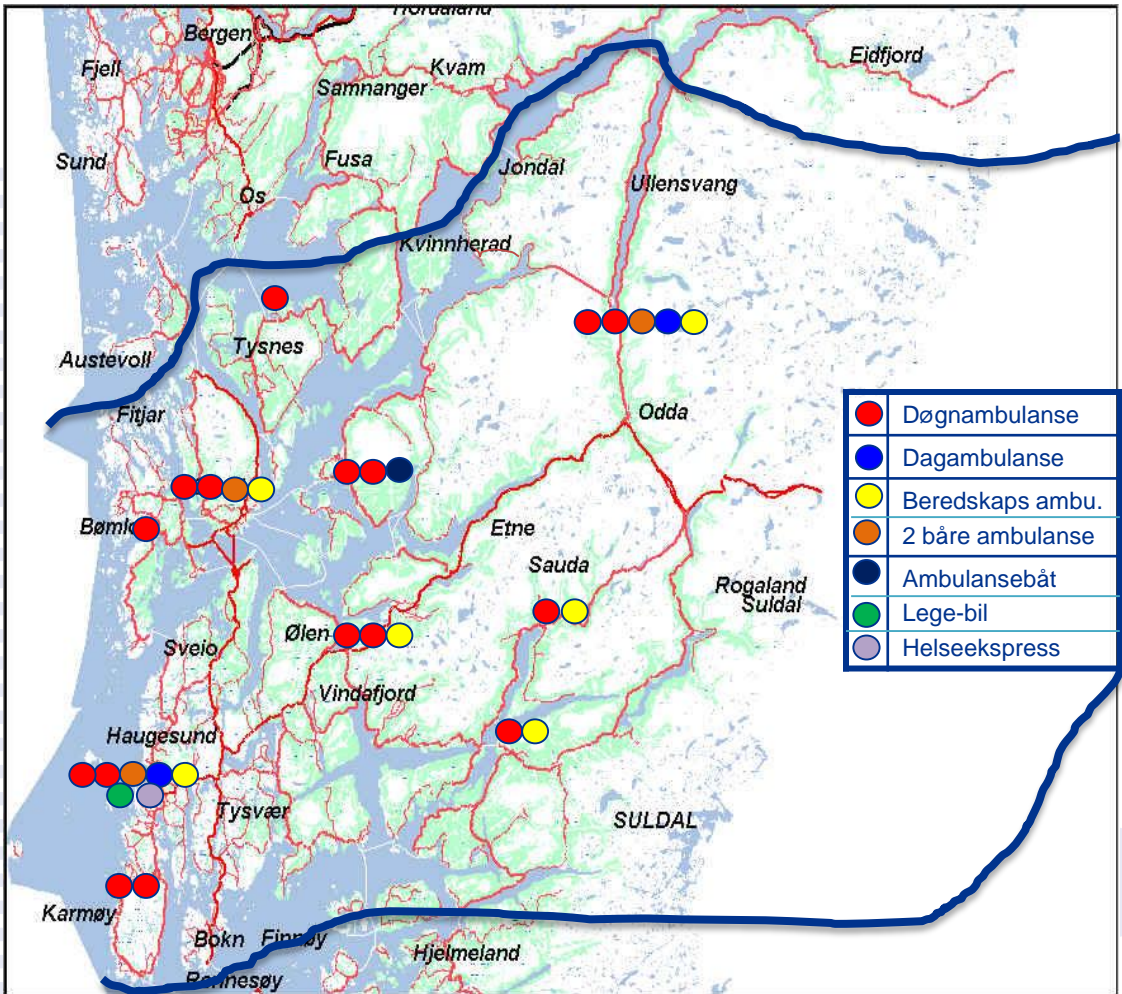 Hordaland
Bergen
Eidfjord
Fjell
Kvam
Samnanger
Sund
Fusa
Jondal
Ullensvang
Os
Kvinnherad
Tysnes
Austevoll
Fitjar
Odda
Døgnambulanse
Dagambulanse
Beredskaps ambu.
2 båre ambulanse
Ambulansebåt
Lege-bil
Helseekspress
Etne
Sauda
Rogaland
Suldal
Ølen
Sveio
Vindafjord
Haugesund
Tysvær
SULDAL
Karmøy
Bokn
Finnøy
Hjelmeland
Rennesøy